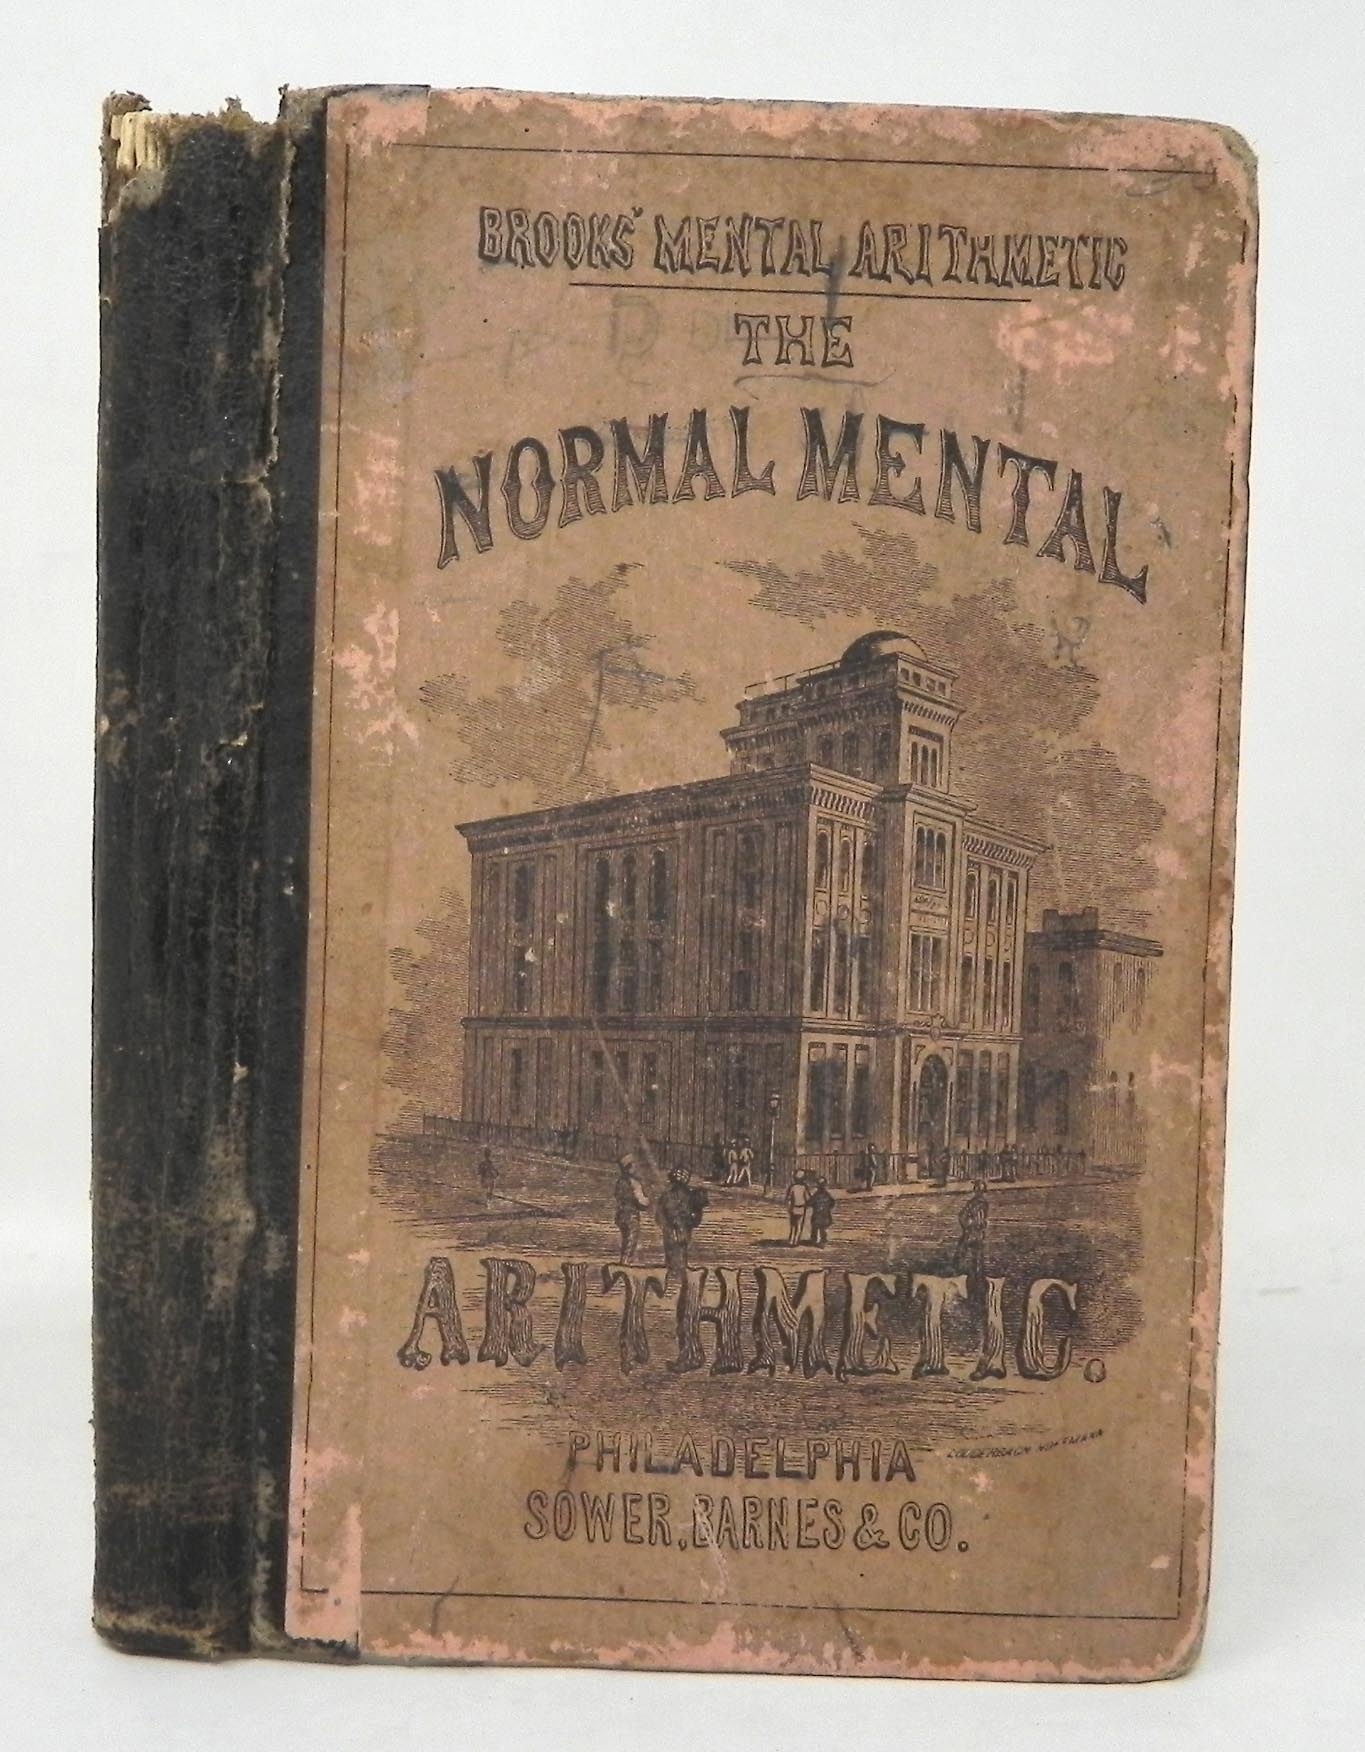 BROOKS' MENTAL ARITHMETIC
THE
NORMAL MENTAL
ARITHMETIC.
PHILADELPHIA
SOWER, BARNES & CO.